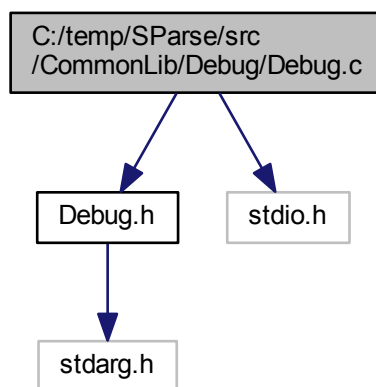 C:/temp/SParse/src
/CommonLib/Debug/Debug.c
Debug.h
stdio.h
stdarg.h